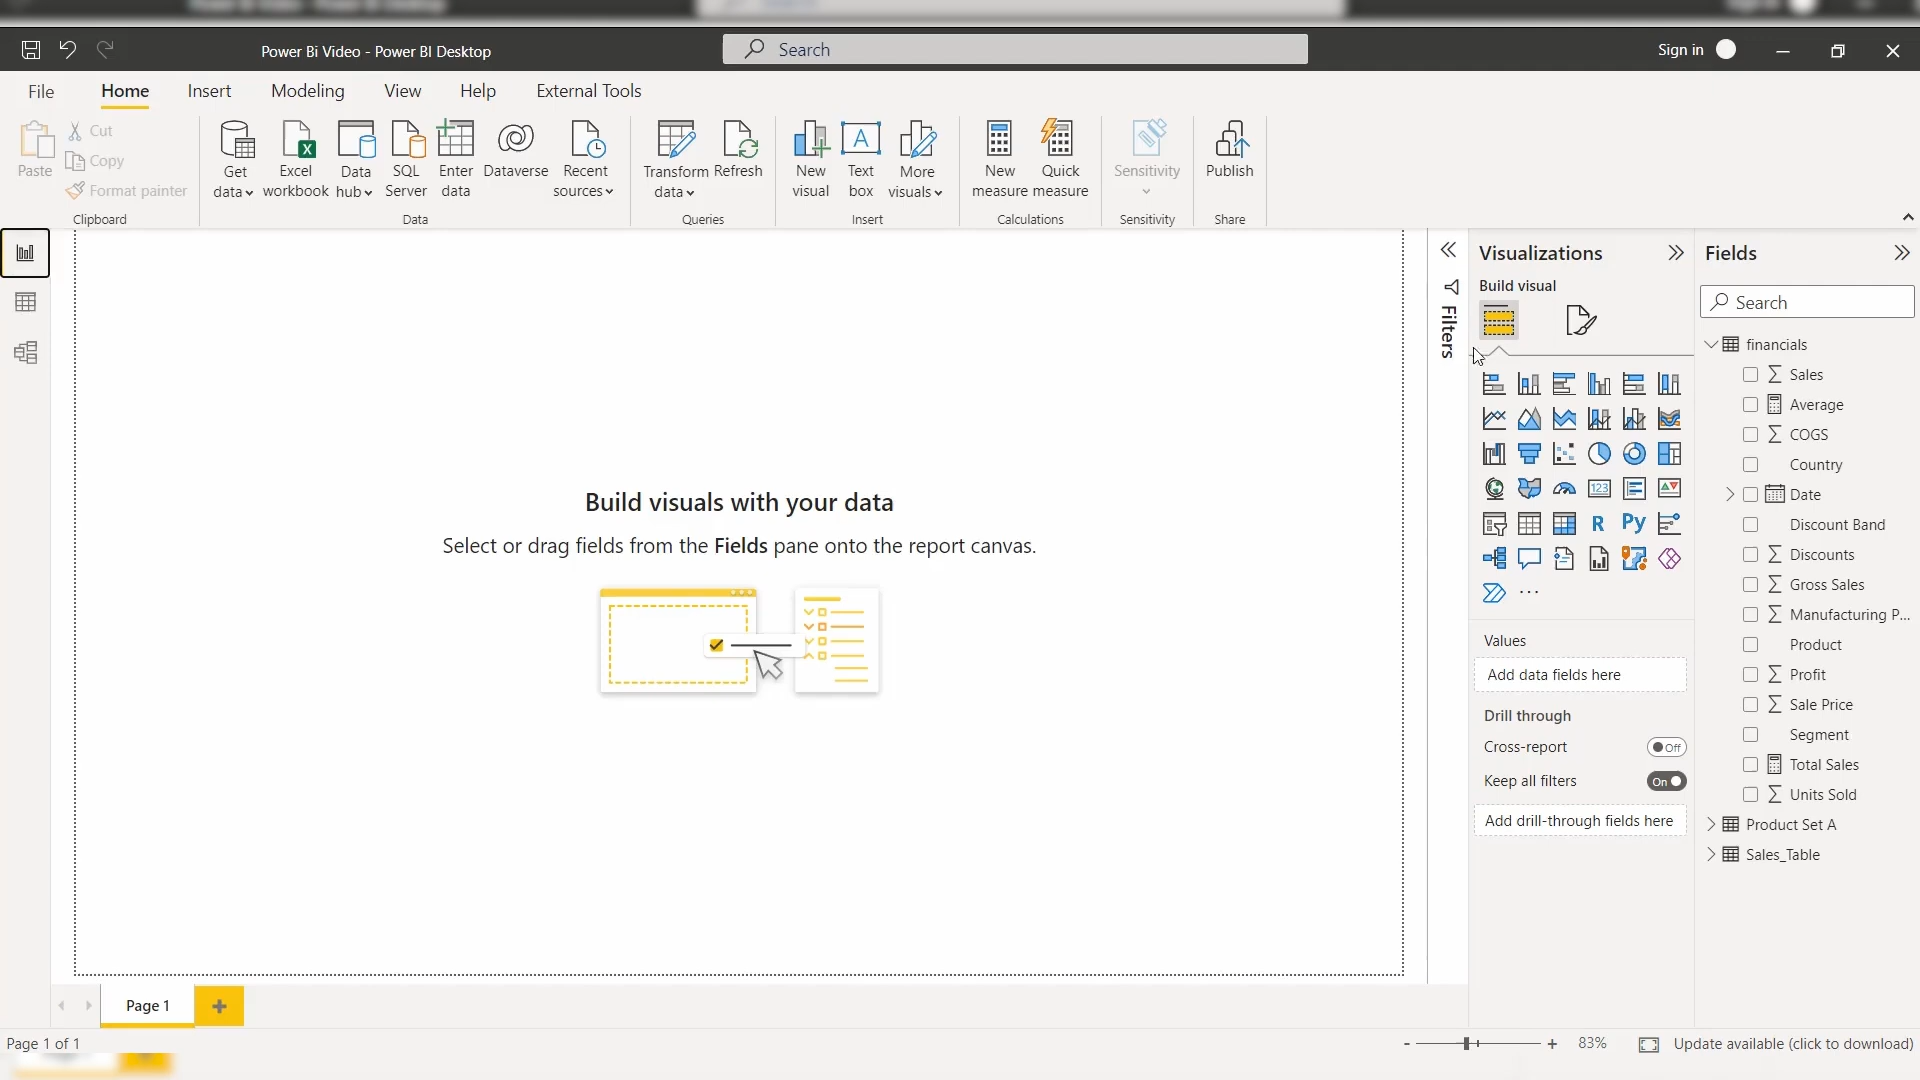 Power Bi Video - Power BI Desktop
Search
Sign in
File Home Insert Modeling View Help External Tools
Paste
Cut
Copy
Format painter
Clipboard
Get data
Excel workbook
Data hub
SQL Server
Enter data
Dataverse
Recent sources
Data
Transform data
Refresh
Queries
New visual
Text box
More visuals
Insert
New measure
Quick measure
Calculations
Sensitivity
Sensitivity
Publish
Share
Build visuals with your data
Select or drag fields from the Fields pane onto the report canvas.
Filters
Visualizations
Build visual
123
R
Py
Values
Add data fields here
Drill through
Cross-report
Off
Keep all filters
On
Add drill-through fields here
Fields
Search
financials
Sales
Average
COGS
Country
Date
Discount Band
Discounts
Gross Sales
Manufacturing P...
Product
Profit
Sale Price
Segment
Total Sales
Units Sold
Product Set A
Sales_Table
Page 1
Page 1 of 1
83%
Update available (click to download)